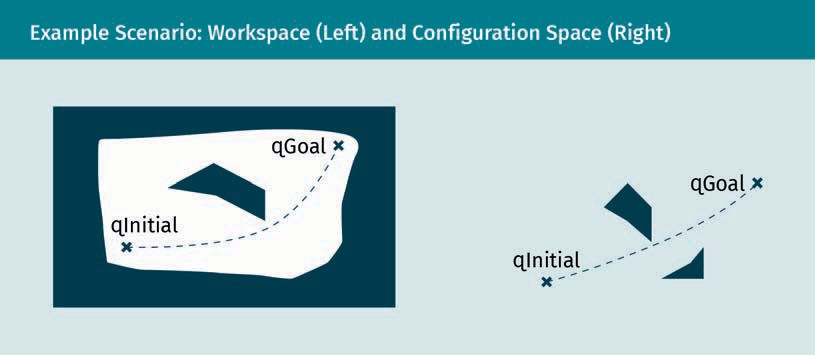 Example Scenario: Workspace (Left) and Configuration Space (Right)
qGoal
qInitial
qGoal
qInitial